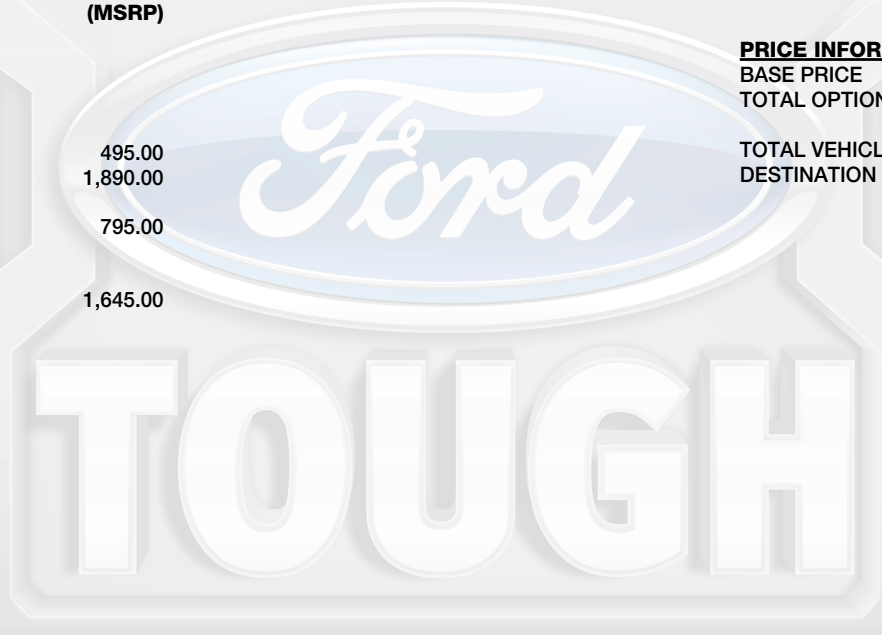 (MSRP)
495.00
1,890.00
795.00
1,645.00
PRICE INFOR
BASE PRICE
TOTAL OPTION
TOTAL VEHICL
DESTINATION
Ford
TOUGH